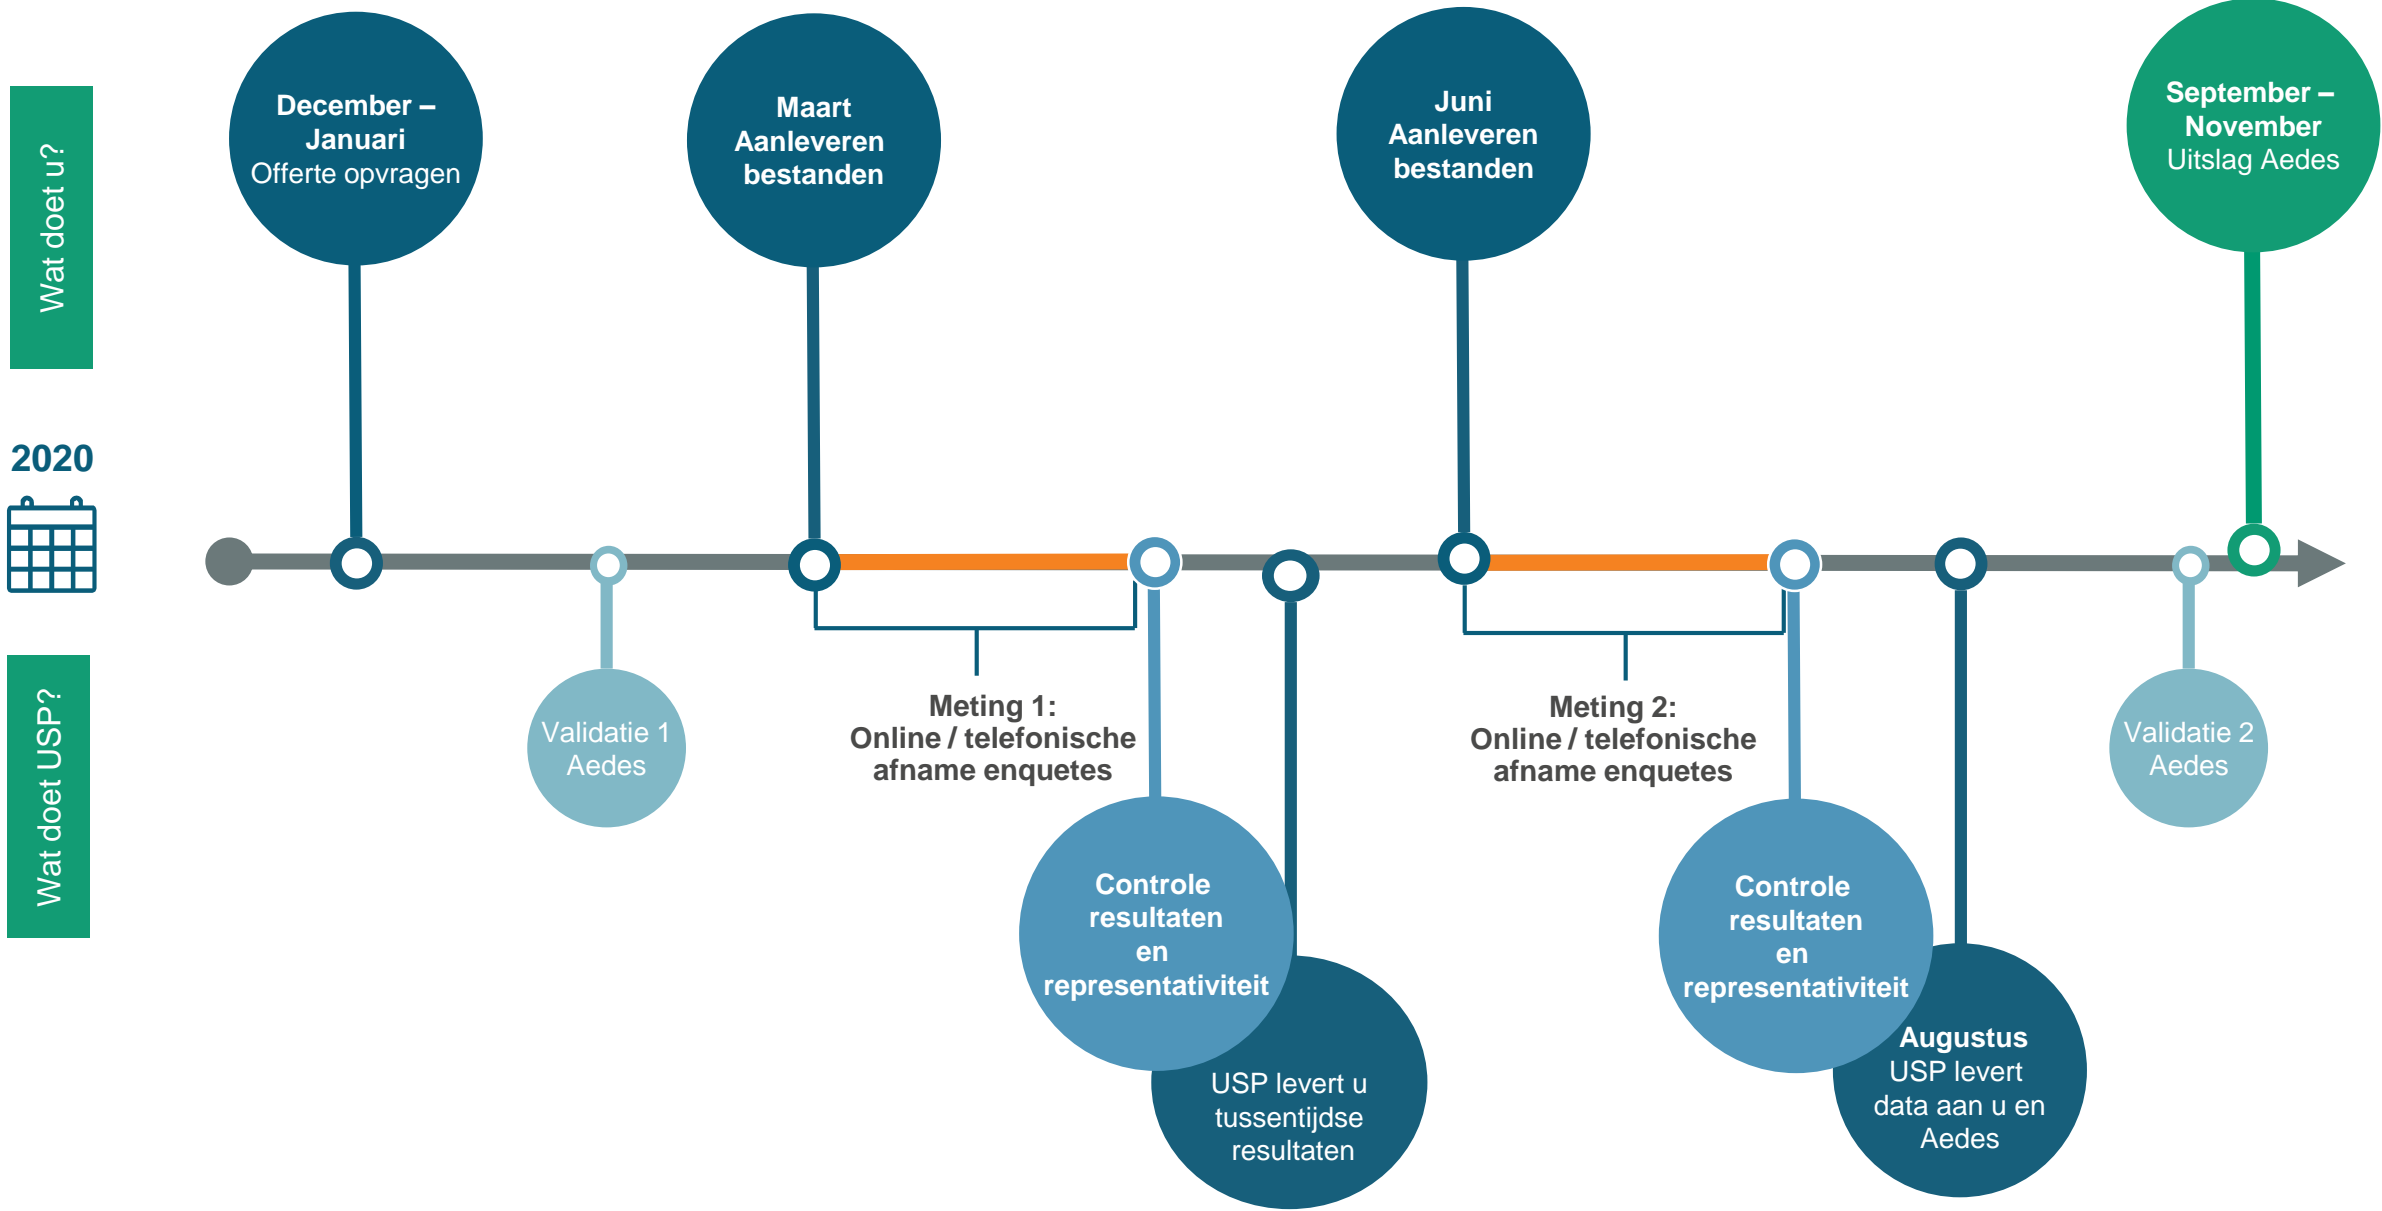 Wat doet u?
December –
Januari
Offerte opvragen
Maart
Aanleveren
bestanden
Juni
Aanleveren
bestanden
September –
November
Uitslag Aedes
2020
Wat doet USP?
Validatie 1
Aedes
Meting 1:
Online / telefonische
afname enquetes
Controle
resultaten
en
representativiteit
USP levert u
tussentijdse
resultaten
Meting 2:
Online / telefonische
afname enquetes
Controle
resultaten
en
representativiteit
Augustus
USP levert
data aan u en
Aedes
Validatie 2
Aedes